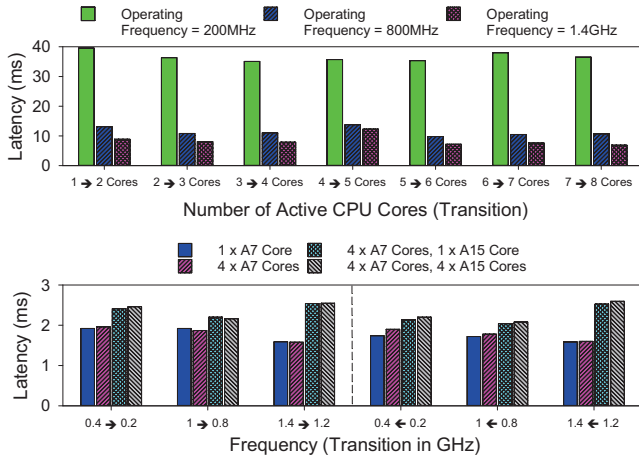 Operating Frequency = 200MHz
Operating Frequency = 800MHz
Operating Frequency = 1.4GHz
Latency (ms)
40
30
20
10
0
1 → 2 Cores
2 → 3 Cores
3 → 4 Cores
4 → 5 Cores
5 → 6 Cores
6 → 7 Cores
7 → 8 Cores
Number of Active CPU Cores (Transition)
1 x A7 Core
4 x A7 Cores, 1 x A15 Core
4 x A7 Cores
4 x A7 Cores, 4 x A15 Cores
Latency (ms)
3
2
1
0
0.4 → 0.2
1 → 0.8
1.4 → 1.2
0.4 ← 0.2
1 ← 0.8
1.4 ← 1.2
Frequency (Transition in GHz)